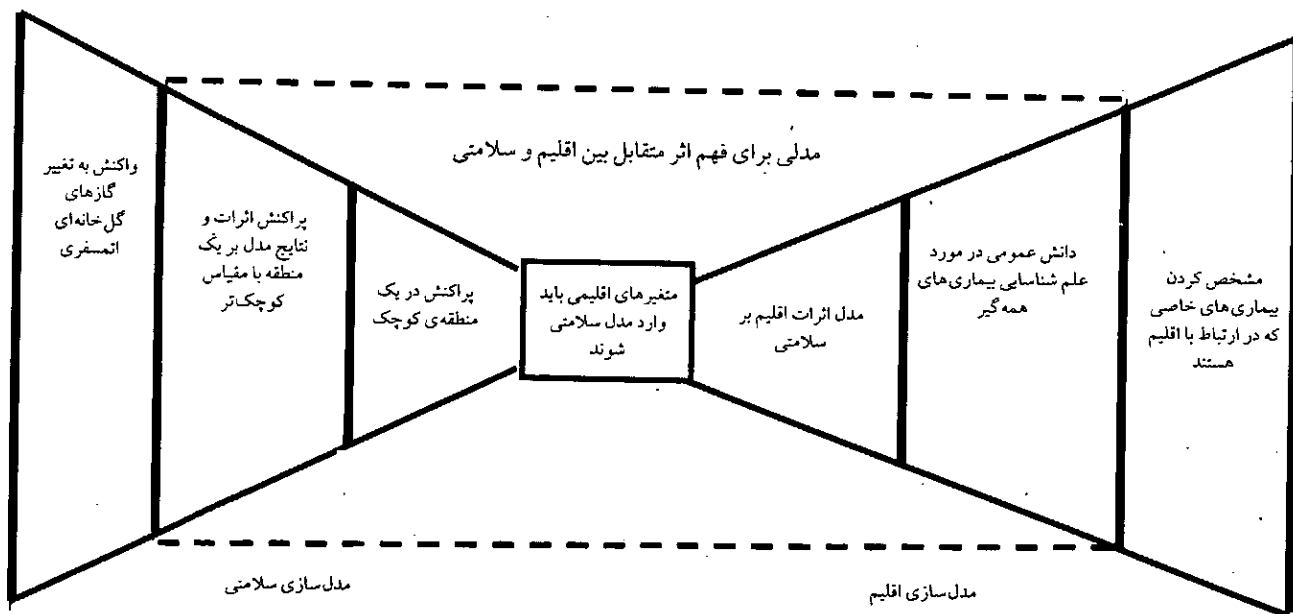 مدلی برای فهم اثر متقابل بین اقلیم و سلامتی
مشخص کردن
بیماری‌های خاصی
که در ارتباط با اقلیم
هستند
دانش عمومی در مورد
علم شناسایی بیماری‌های
همه گیر
مدل اثرات اقلیم بر
سلامتی
متغیرهای اقلیمی باید
وارد مدل سلامتی
شوند
پراکنش در یک
منطقه‌ی کوچک
پراکنش اثرات و
نتایج مدل بر یک
منطقه با مقیاس
کوچک‌تر
واکنش به تغییر
گازهای
گل‌خانه‌ای
اتمسفری
مدل‌سازی اقلیم
مدل‌سازی سلامتی